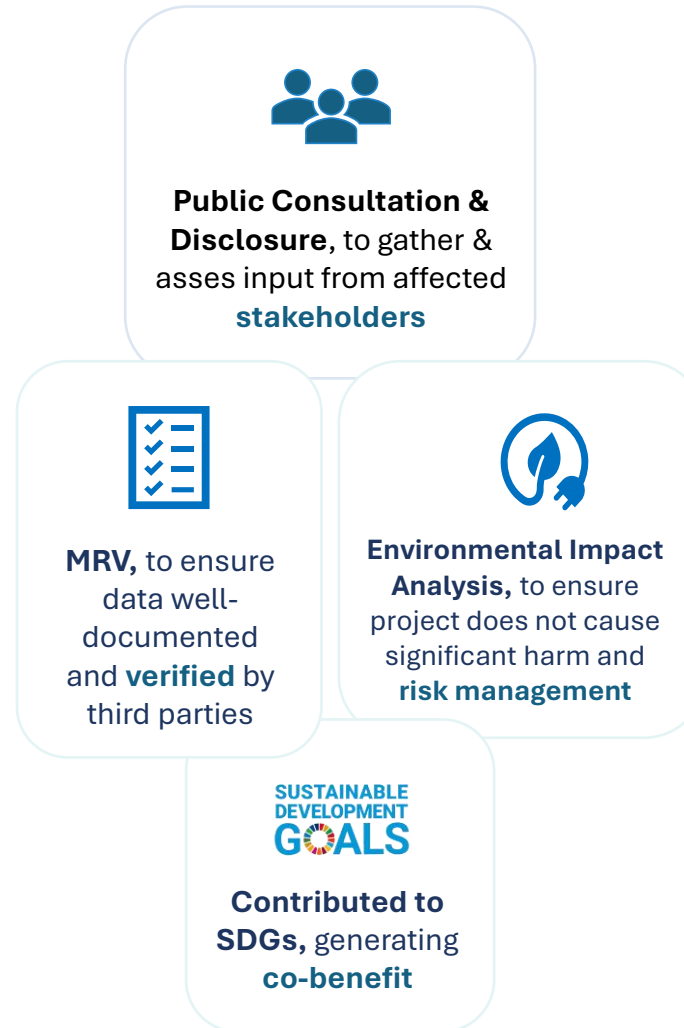 Public Consultation &
Disclosure, to gather &
asses input from affected
stakeholders
MRV, to ensure
data well-
documented
and verified by
third parties
Environmental Impact
Analysis, to ensure
project does not cause
significant harm and
risk management
SUSTAINABLE
DEVELOPMENT
GOALS
Contributed to
SDGs, generating
co-benefit